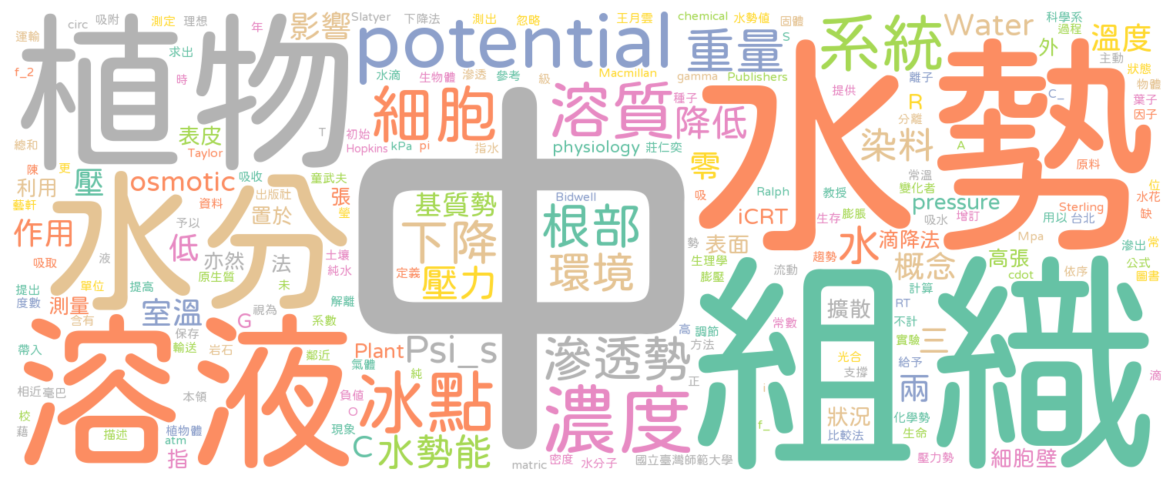 植物
水勢
中
組織
溶液
水分
potential
系統
細胞
溶質
濃度
冰點
重量
降低
影響
Water
溫度
外
零
染料
R
表皮
Taylor
physiology
莊仁奕
壓
osmotic
吸收
童武夫
出版社
資料
置於
張
瑩
利用
藝軒
陳
更
作用
低
亦然
法
原生質
未
吸取
液
土壤
純水
定義
基質勢
Bidwell
根部
下降
環境
壓力
iCRT
pressure
水
滴降法
表面
概念
高張
Sterling
用以
台北
水花
缺
位
Mpa
滲出
常
公式
圖書
cdot
依序
計算
RT
不計
實驗
給予
兩
化學勢
生命
壓力勢
細胞壁
滴
三
擴散
狀況
比較法
f_
光合
支撐
常數
方法
調節
高
正
i
流動
趨勢
膨壓
生理學
勢
吸水
增訂
膨脹
生存
變化者
常溫
教授
Ralph
吸
A
原料
因子
葉子
C_
物體
狀態
主動
過程
科學系
離子
提供
分離
S
Publishers
gamma
水勢值
chemical
王月雲
固體
忽略
測出
級
種子
Macmillan
參考
滲透
生物體
水滴
下降法
Slatyer
理想
測定
吸附
circ
年
求出
時
運輸
f_2
總和
T
初始
Hopkins
kPa
pi
指水
提出
度數
單位
提高
解離
測量
室溫
G
視為
係數
含有
保存
輸送
岩石
鄰近
氣體
純
帶入
相近
毫巴
本領
負值
O
現象
校
藉
描述
植物體
atm
指
C
Plant
Psi_s
水勢能
滲透勢
matric
密度
水分子
國立臺灣師範大學